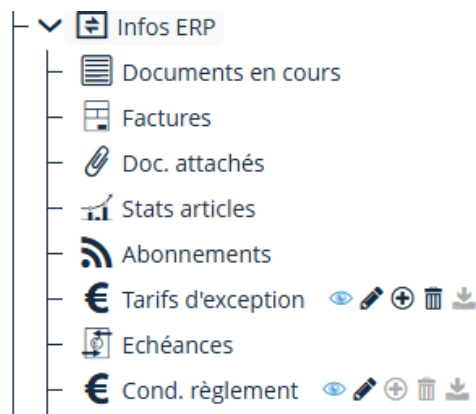 Infos ERP
Documents en cours
Factures
Doc. attachés
Stats articles
Abonnements
Tarifs d'exception
Echéances
Cond. règlement